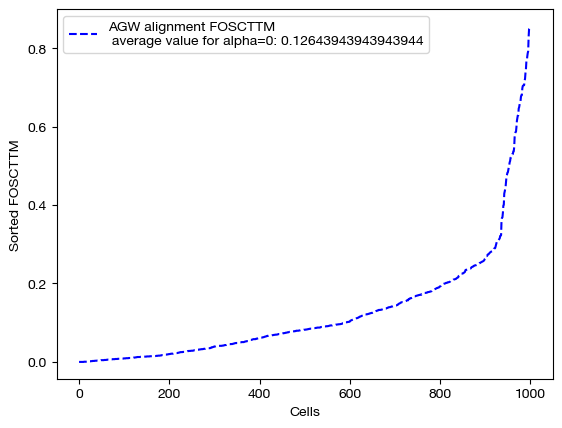 AGW alignment FOSCTTM
average value for alpha=0: 0.12643943943943944
0.8
0.6
0.4
0.2
0.0
Sorted FOSCTTM
0 200 400 600 800 1000
Cells